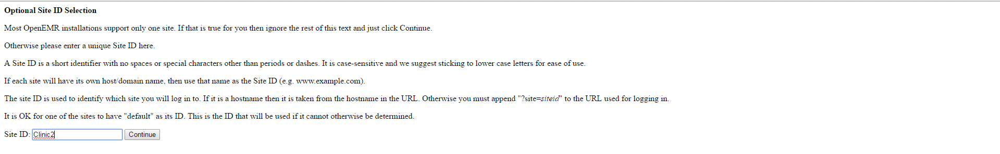 Optional Site ID Selection
Most OpenEMR installations support only one site. If that is true for you then ignore the rest of this text and just click Continue.
Otherwise please enter a unique Site ID here.
A Site ID is a short identifier with no spaces or special characters other than periods or dashes. It is case-sensitive and we suggest sticking to lower case letters for ease of use.
If each site will have its own host/domain name, then use that name as the Site ID (e.g. www.example.com).
The site ID is used to identify which site you will log in to. If it is a hostname then it is taken from the hostname in the URL. Otherwise you must append "?site=siteid" to the URL used for logging in.
It is OK for one of the sites to have "default" as its ID. This is the ID that will be used if it cannot otherwise be determined.
Site ID: Clinic2 Continue